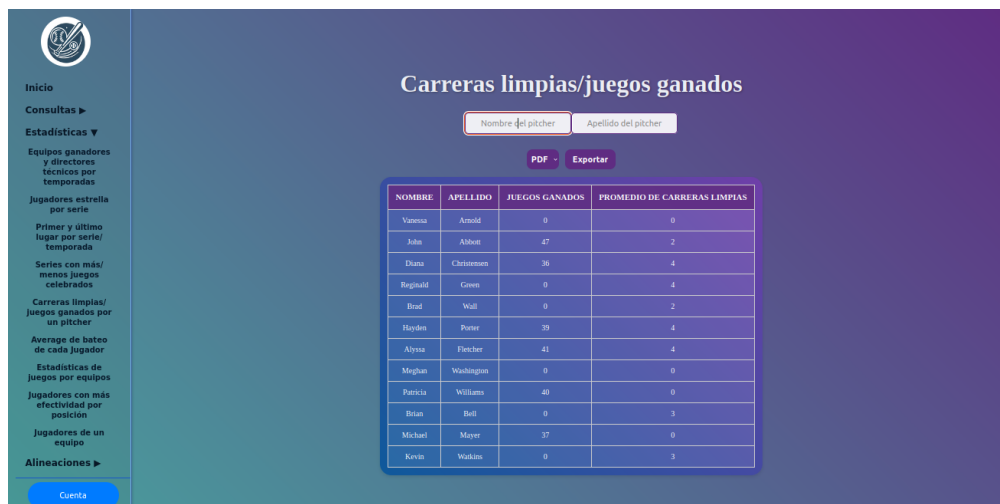 Inicio
Consultas ▶
Estadísticas ▼
Equipos ganadores
y directores
técnicos por
temporadas
Jugadores estrella
por serie
Primer y último
lugar por serie/
temporada
Series con más/
menos juegos
celebrados
Carreras limpias/
juegos ganados por
un pitcher
Average de bateo
de cada Jugador
Estadísticas de
juegos por equipos
Jugadores con más
efectividad por
posición
Jugadores de un
equipo
Alineaciones ▶
Cuenta
Carreras limpias/juegos ganados
Nombre del pitcher Apellido del pitcher
PDF Exportar
NOMBRE APELLIDO JUEGOS GANADOS PROMEDIO DE CARRERAS LIMPIAS
Vanessa Arnold 0 0
John Abbott 47 2
Diana Christensen 36 4
Reginald Green 0 4
Brad Wall 0 2
Hayden Porter 39 4
Alyssa Fletcher 41 4
Meghan Washington 0 0
Patricia Williams 40 0
Brian Bell 0 3
Michael Mayer 37 0
Kevin Watkins 0 3